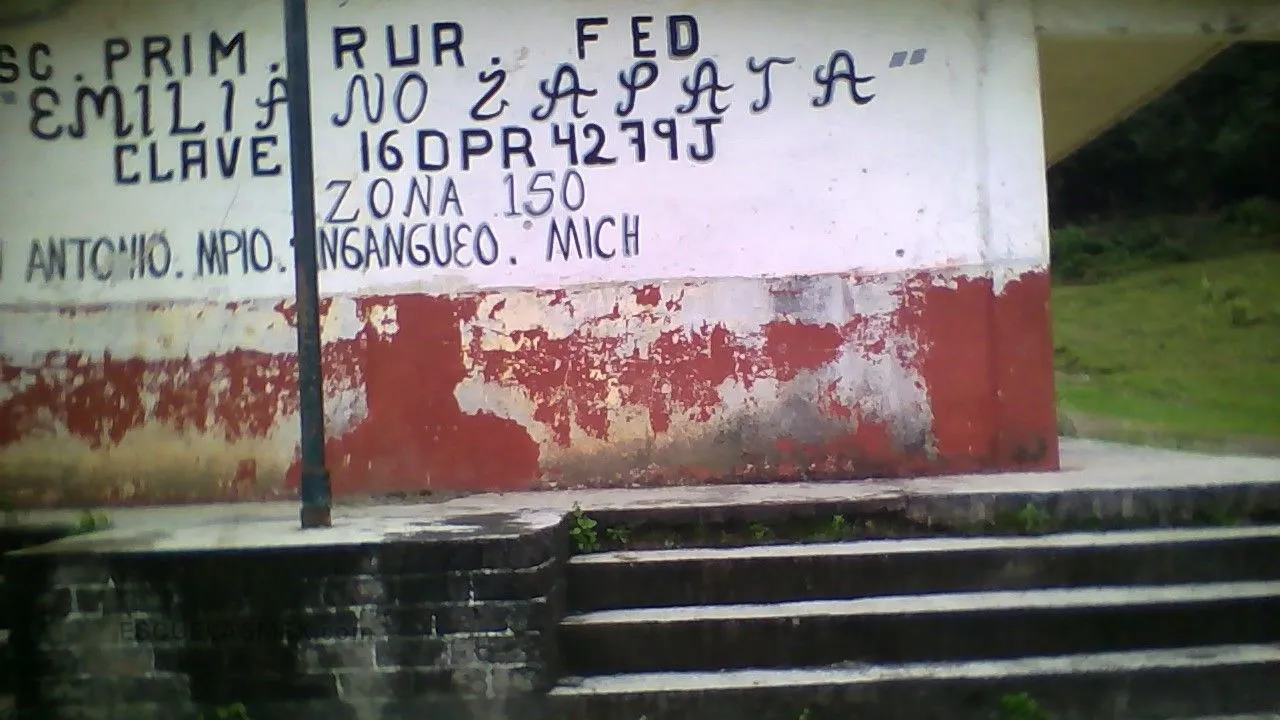 SC. PRIM. RUR. FED
"EMILIANO ZAPATA"
CLAVE 16DPR4279J
ZONA 150
ANTONIO. MPIO. ANGANGUEO. MICH